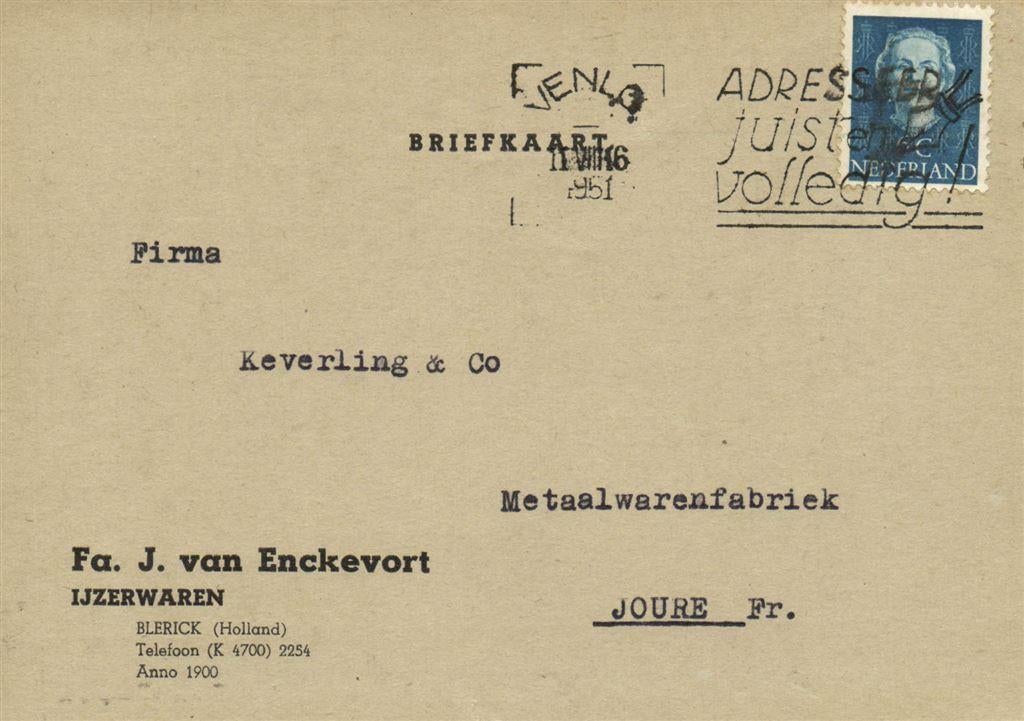 VENLO
BRIEFKAART
1951
ADRESSEER
juist en
volledig!
C
NEDERLAND
Firma
Keverling & Co
Metaalwarenfabriek
JOURE Fr.
Fa. J. van Enckevort
IJZERWAREN
BLERICK (Holland)
Telefoon (K 4700) 2254
Anno 1900